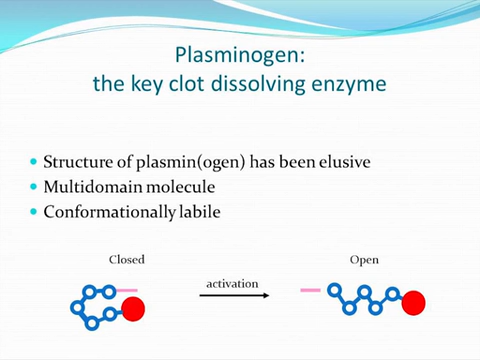 Plasminogen:
the key clot dissolving enzyme
Structure of plasmin(ogen) has been elusive
Multidomain molecule
Conformationally labile
Closed
Open
activation